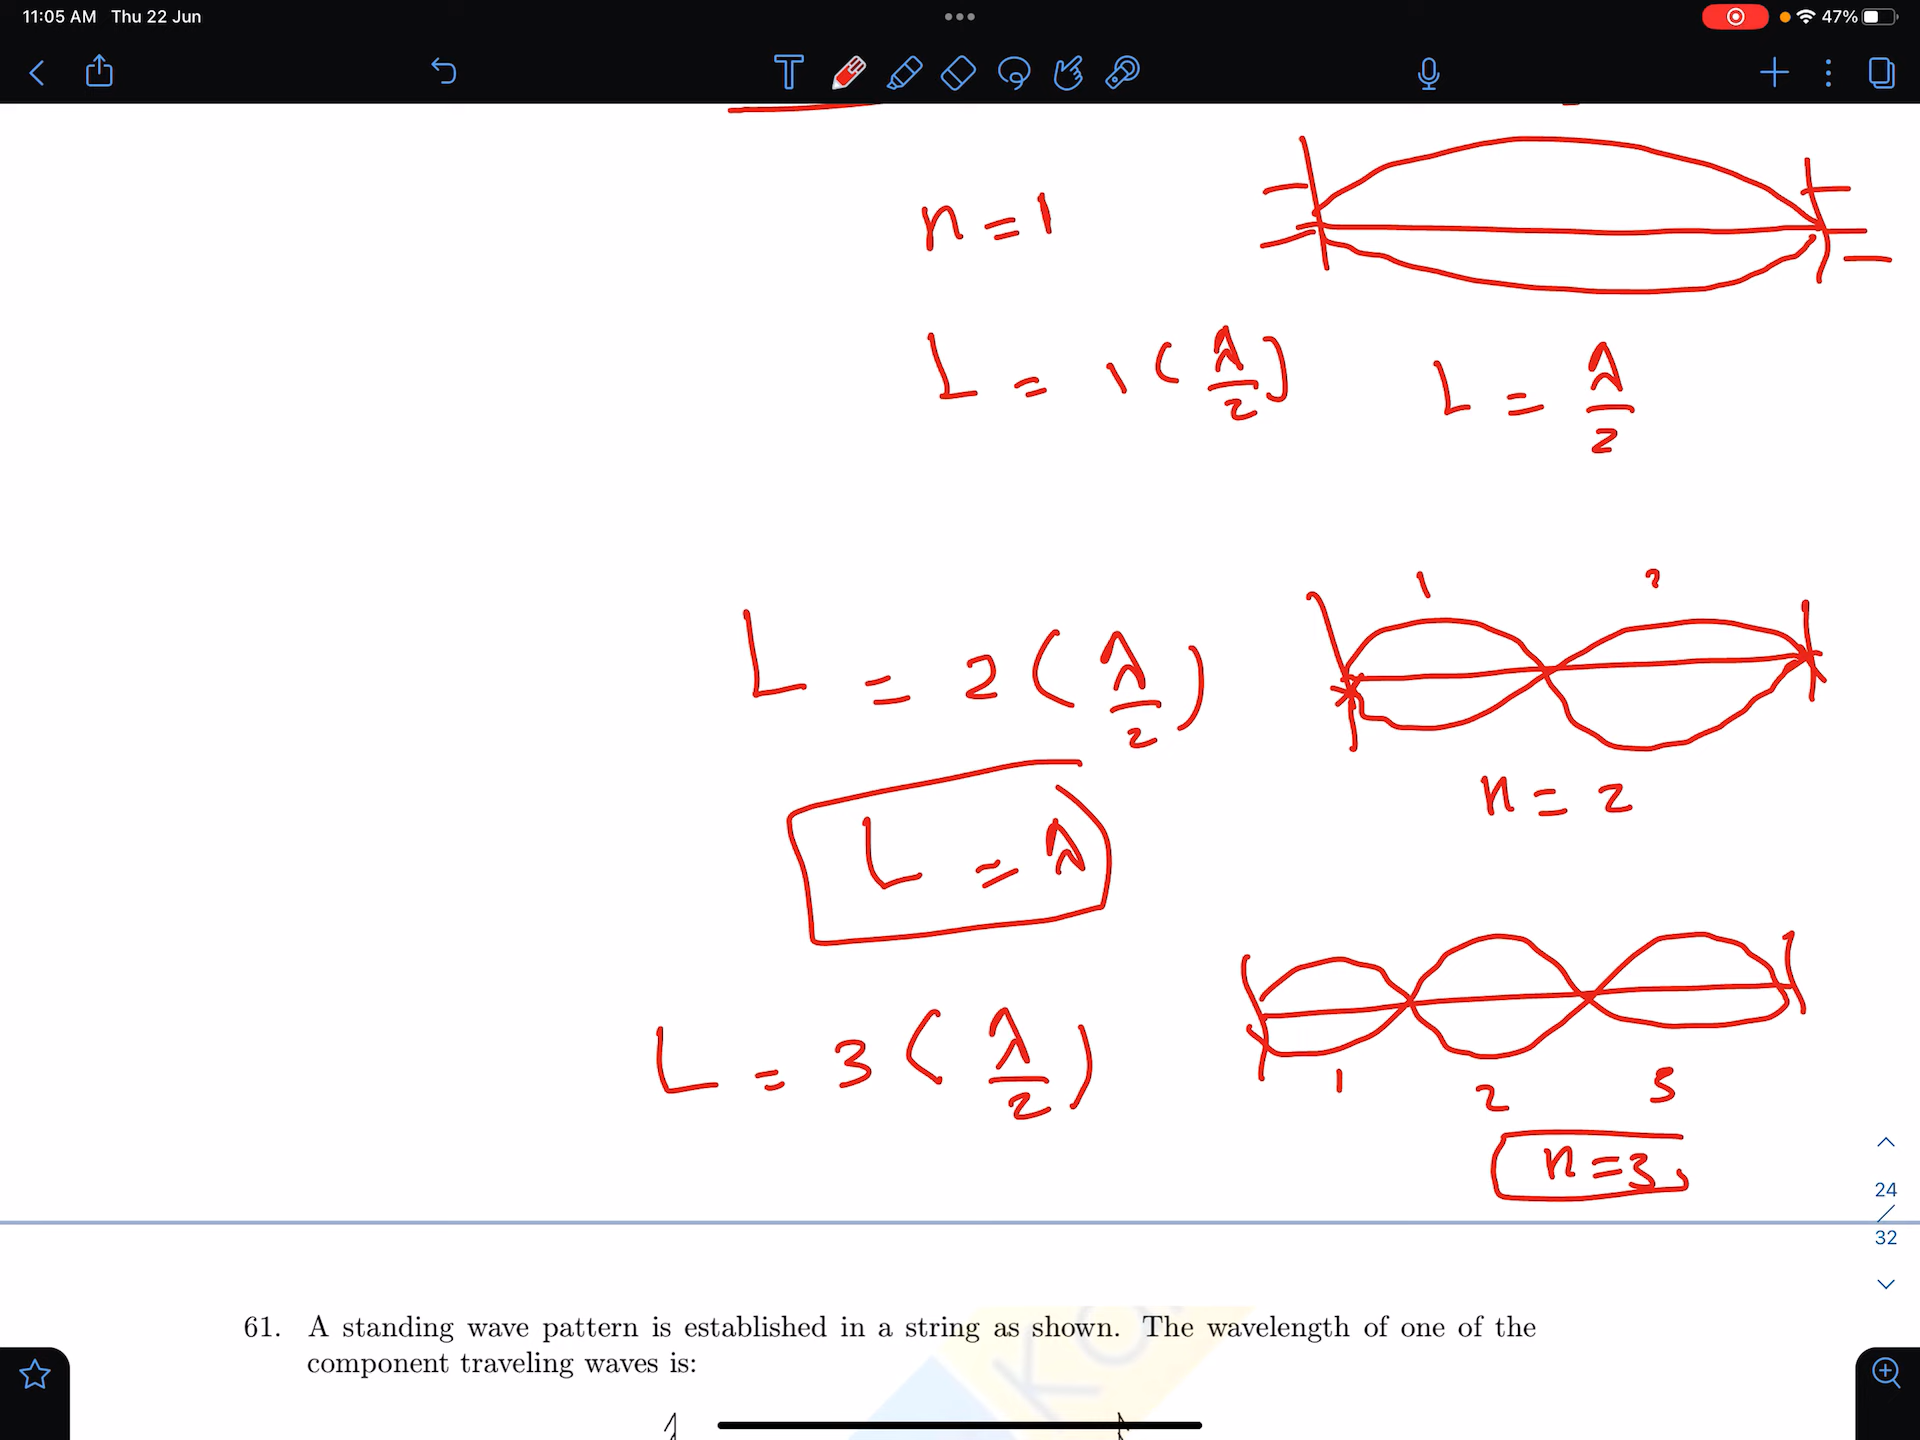 11:05 AM Thu 22 Jun
47%
n = 1
L = 1 ( λ/2 ) L = λ/2
1 2
L = 2 ( λ/2 )
n = 2
L = λ
L = 3 ( λ/2 )
1 2 3
n = 3
24
/
32
61. A standing wave pattern is established in a string as shown. The wavelength of one of the
component traveling waves is: